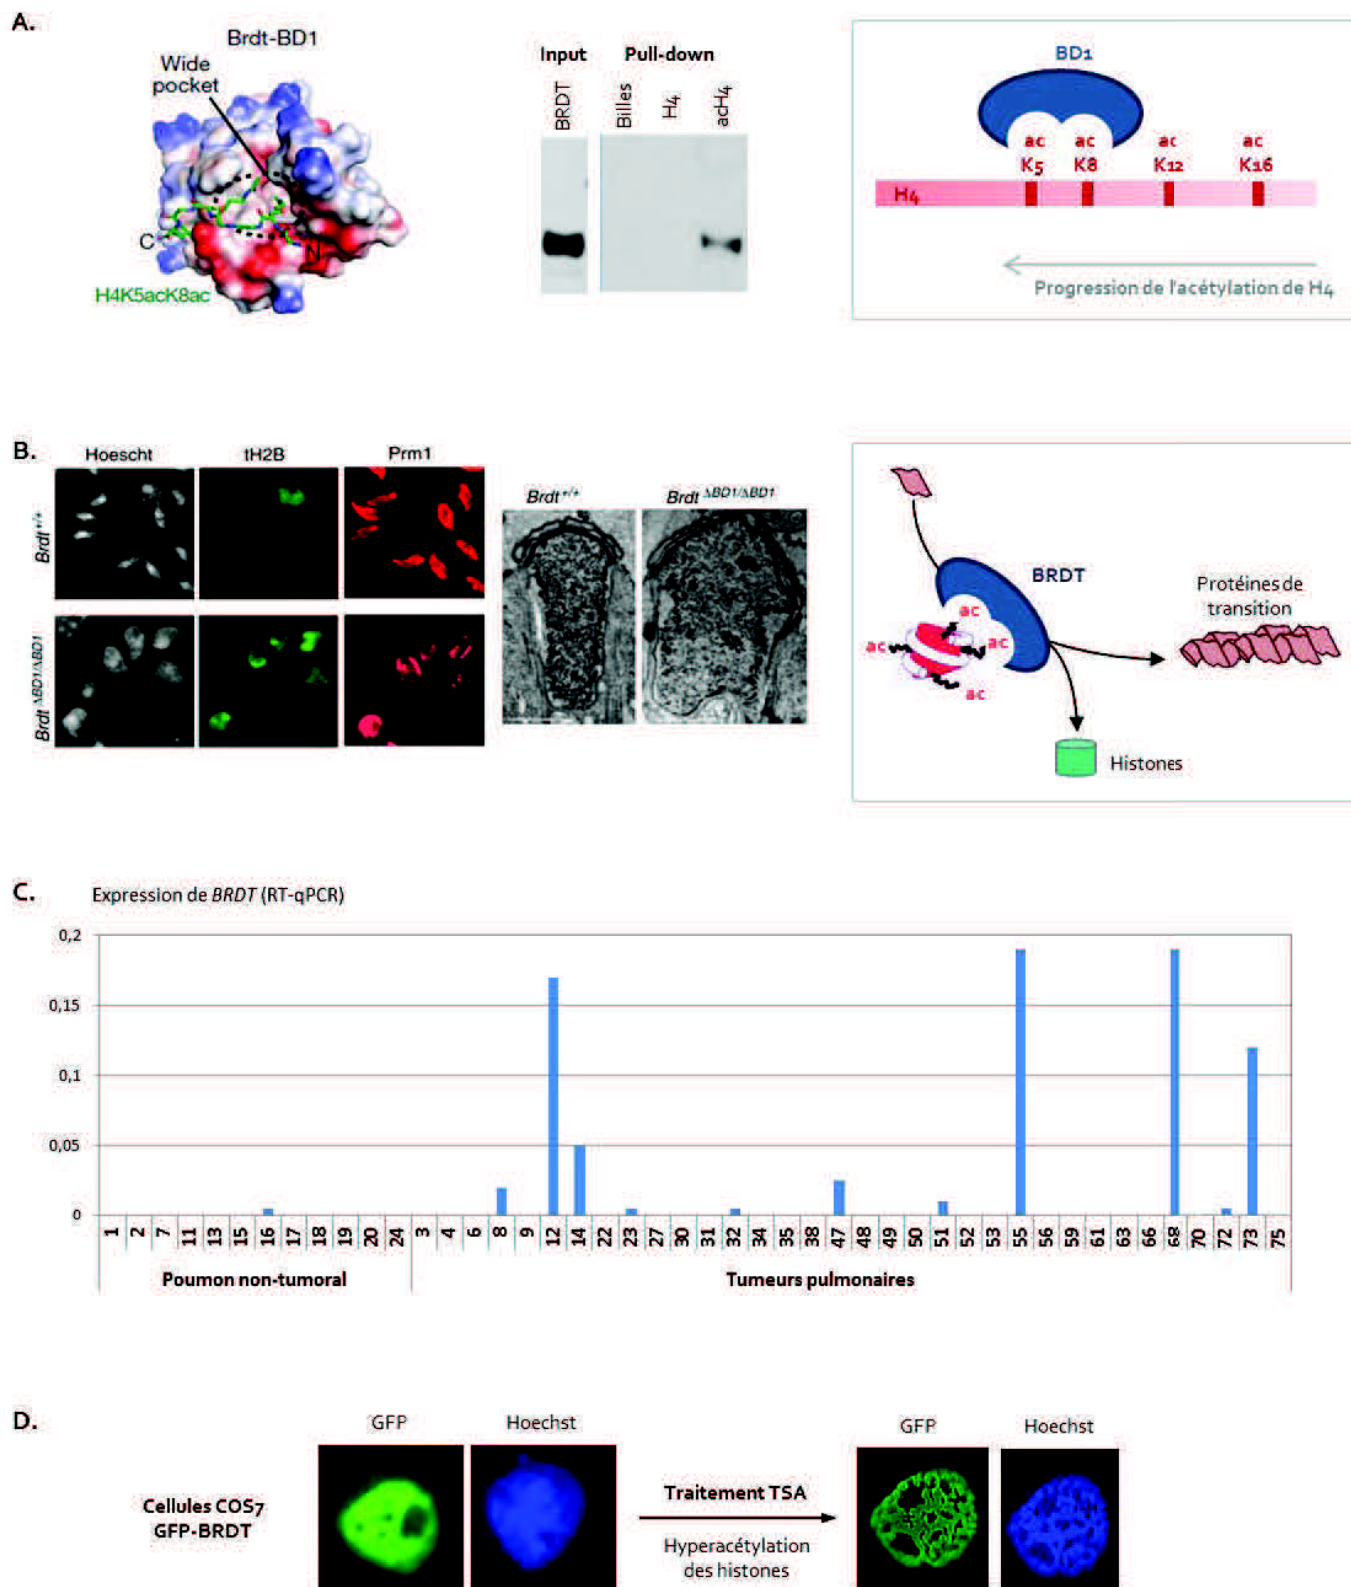 A.
Brdt-BD1
Wide
pocket
C
N
H4K5acK8ac
Input
Pull-down
BRDT
Billes
H4
acH4
BD1
ac
ac
ac
ac
K5
K8
K12
K16
H4
Progression de l'acétylation de H4
B.
Hoescht
tH2B
Prm1
Brdt+/+
Brdt ΔBD1/ΔBD1
Brdt+/+
Brdt ΔBD1/ΔBD1
BRDT
ac
ac
ac
ac
Protéines de
transition
Histones
C.
Expression de BRDT (RT-qPCR)
0,2
0,15
0,1
0,05
0
1 2 7 11 13 15 16 17 18 19 20 24 3 4 6 8 9 12 14 22 23 27 30 31 32 34 35 38 47 48 49 50 51 52 53 55 56 59 61 63 66 68 70 72 73 75
Poumon non-tumoral
Tumeurs pulmonaires
D.
GFP
Hoechst
GFP
Hoechst
Cellules COS7
GFP-BRDT
Traitement TSA
Hyperacétylation
des histones